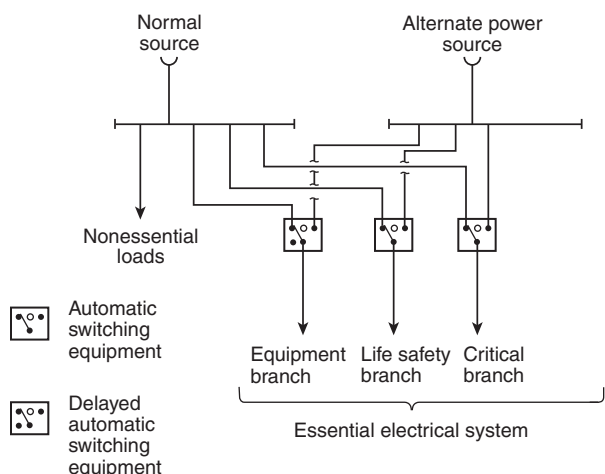 Normal
source
Alternate power
source
Nonessential
loads
Automatic
switching
equipment
Equipment
branch
Life safety
branch
Critical
branch
Delayed
automatic
switching
equipment
Essential electrical system